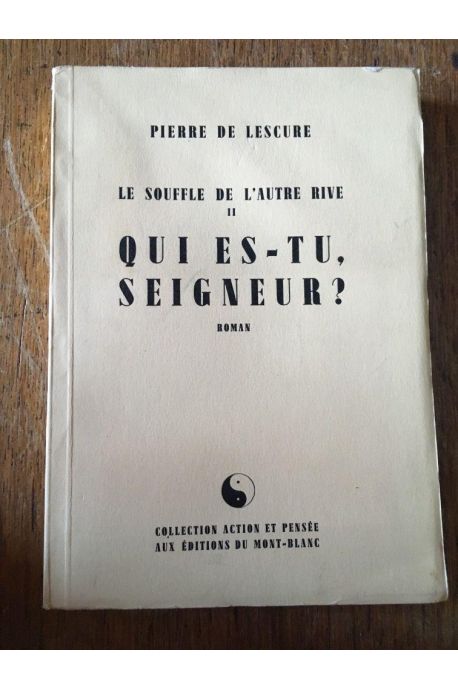 PIERRE DE LESCURE
LE SOUFFLE DE L'AUTRE RIVE
II
QUI ES-TU,
SEIGNEUR?
ROMAN
COLLECTION ACTION ET PENSÉE
AUX ÉDITIONS DU MONT-BLANC